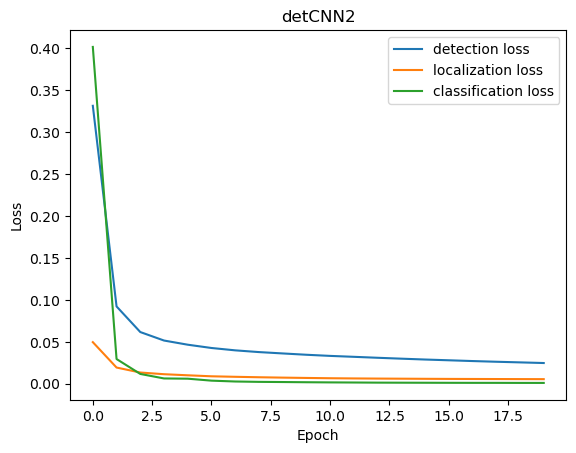 detCNN2
detection loss
localization loss
classification loss
0.40
0.35
0.30
0.25
0.20
0.15
0.10
0.05
0.00
Loss
0.0 2.5 5.0 7.5 10.0 12.5 15.0 17.5
Epoch